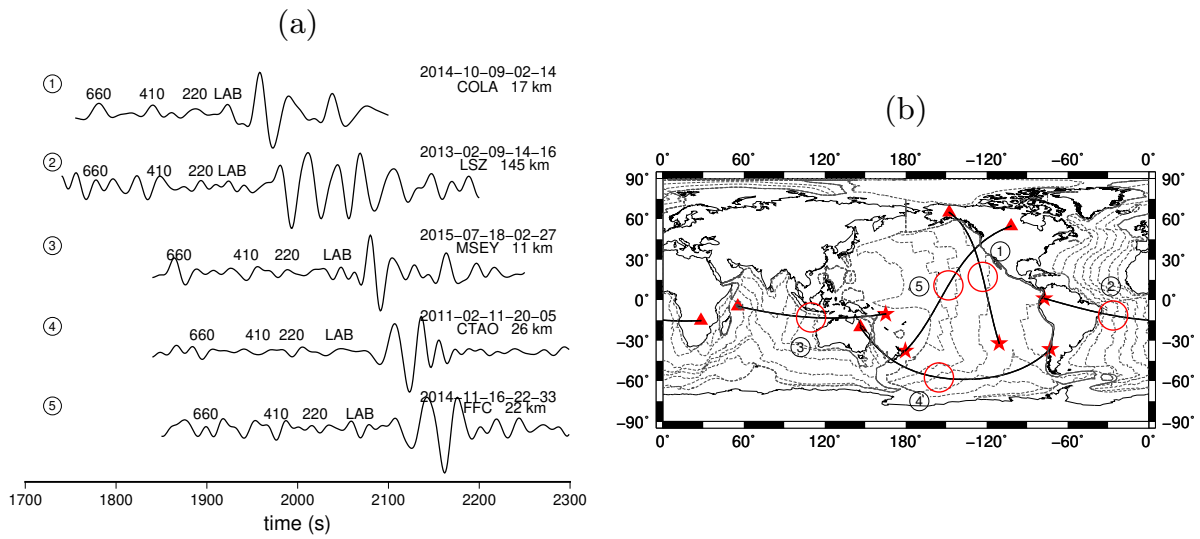 (a)
① 660 410 220 LAB 2014−10−09−02−14
COLA 17 km
② 660 410 220 LAB 2013−02−09−14−16
LSZ 145 km
③ 660 410 220 LAB 2015−07−18−02−27
MSEY 11 km
④ 660 410 220 LAB 2011−02−11−20−05
CTAO 26 km
⑤ 660 410 220 LAB 2014−11−16−22−33
FFC 22 km
1700 1800 1900 2000 2100 2200 2300
time (s)
(b)
0˚ 60˚ 120˚ 180˚ −120˚ −60˚ 0˚
90˚ 90˚
60˚ 60˚
30˚ ① 30˚
⑤ ②
0˚ 0˚
−30˚ ③ −30˚
−60˚ −60˚
④
−90˚ −90˚
0˚ 60˚ 120˚ 180˚ −120˚ −60˚ 0˚